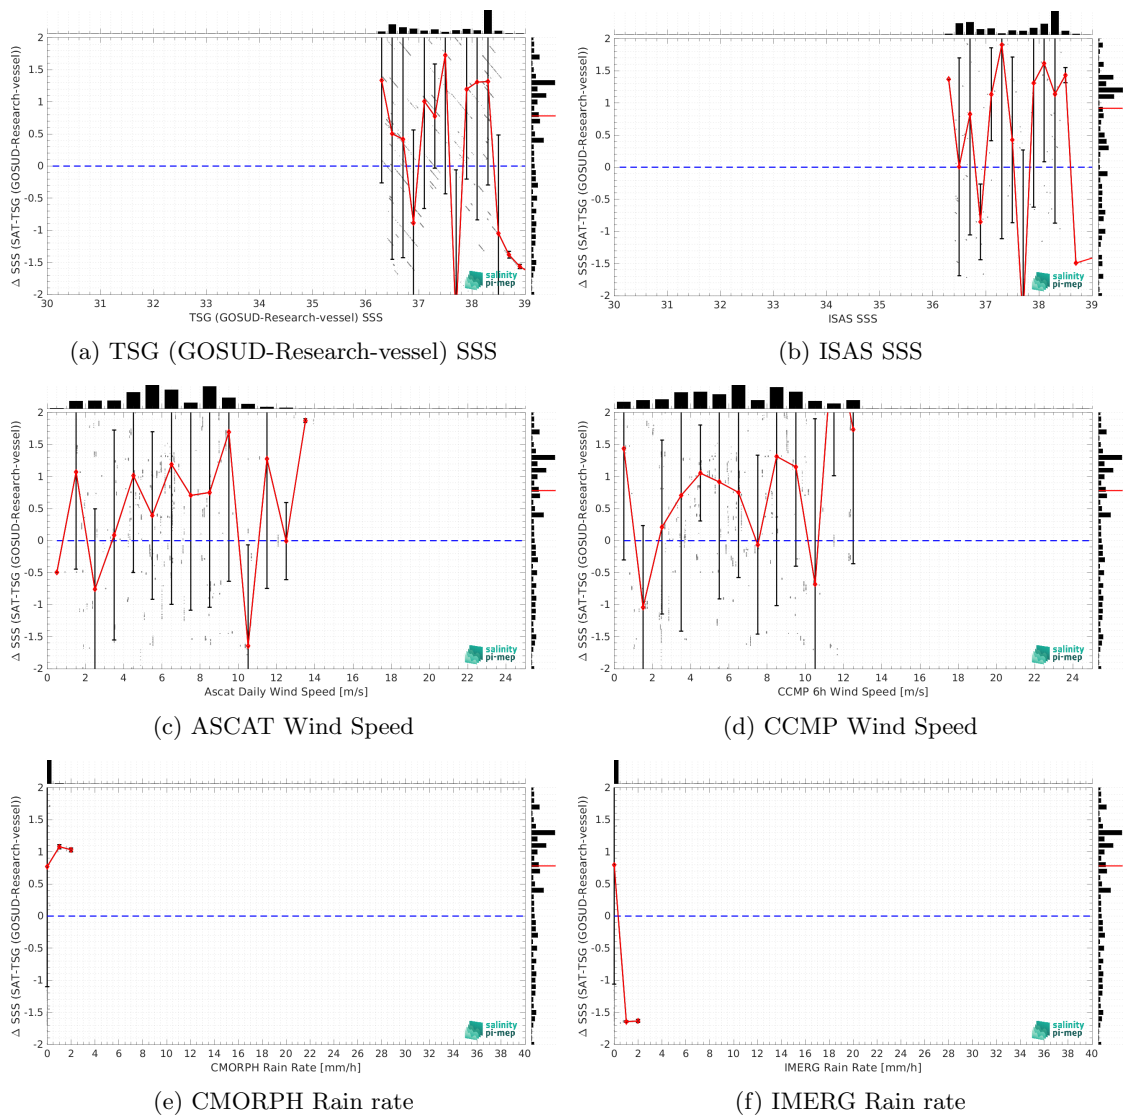 Δ SSS (SAT-TSG (GOSUD-Research-vessel))
2
1.5
1
0.5
0
-0.5
-1
-1.5
-2
salinity
pi-mep
30 31 32 33 34 35 36 37 38 39
TSG (GOSUD-Research-vessel) SSS
(a) TSG (GOSUD-Research-vessel) SSS
Δ SSS (SAT-TSG (GOSUD-Research-vessel))
2
1.5
1
0.5
0
-0.5
-1
-1.5
-2
salinity
pi-mep
30 31 32 33 34 35 36 37 38 39
ISAS SSS
(b) ISAS SSS
Δ SSS (SAT-TSG (GOSUD-Research-vessel))
2
1.5
1
0.5
0
-0.5
-1
-1.5
-2
salinity
pi-mep
0 2 4 6 8 10 12 14 16 18 20 22 24
Ascat Daily Wind Speed [m/s]
(c) ASCAT Wind Speed
Δ SSS (SAT-TSG (GOSUD-Research-vessel))
2
1.5
1
0.5
0
-0.5
-1
-1.5
-2
salinity
pi-mep
0 2 4 6 8 10 12 14 16 18 20 22 24
CCMP 6h Wind Speed [m/s]
(d) CCMP Wind Speed
Δ SSS (SAT-TSG (GOSUD-Research-vessel))
2
1.5
1
0.5
0
-0.5
-1
-1.5
-2
salinity
pi-mep
0 2 4 6 8 10 12 14 16 18 20 22 24 26 28 30 32 34 36 38 40
CMORPH Rain Rate [mm/h]
(e) CMORPH Rain rate
Δ SSS (SAT-TSG (GOSUD-Research-vessel))
2
1.5
1
0.5
0
-0.5
-1
-1.5
-2
salinity
pi-mep
0 2 4 6 8 10 12 14 16 18 20 22 24 26 28 30 32 34 36 38 40
IMERG Rain Rate [mm/h]
(f) IMERG Rain rate